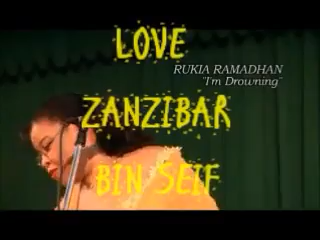 LOVE
RUKIA RAMADHAN
"I'm Drowning"
ZANZIBAR
BIN SEIF